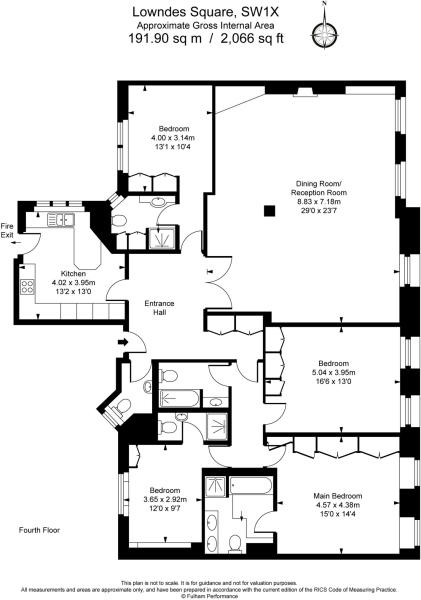 Lowndes Square, SW1X
Approximate Gross Internal Area
191.90 sq m / 2,066 sq ft
N
Bedroom
4.00 x 3.14m
13'1 x 10'4
Dining Room/
Reception Room
8.83 x 7.18m
29'0 x 23'7
Fire
Exit
Kitchen
4.02 x 3.95m
13'2 x 13'0
Entrance
Hall
Bedroom
5.04 x 3.95m
16'6 x 13'0
Bedroom
3.65 x 2.92m
12'0 x 9'7
Main Bedroom
4.57 x 4.38m
15'0 x 14'4
Fourth Floor
This plan is not to scale. It is for guidance and not for valuation purposes.
All measurements and areas are approximate only, and have been prepared in accordance with the current edition of the RICS Code of Measuring Practice.
© Fulham Performance